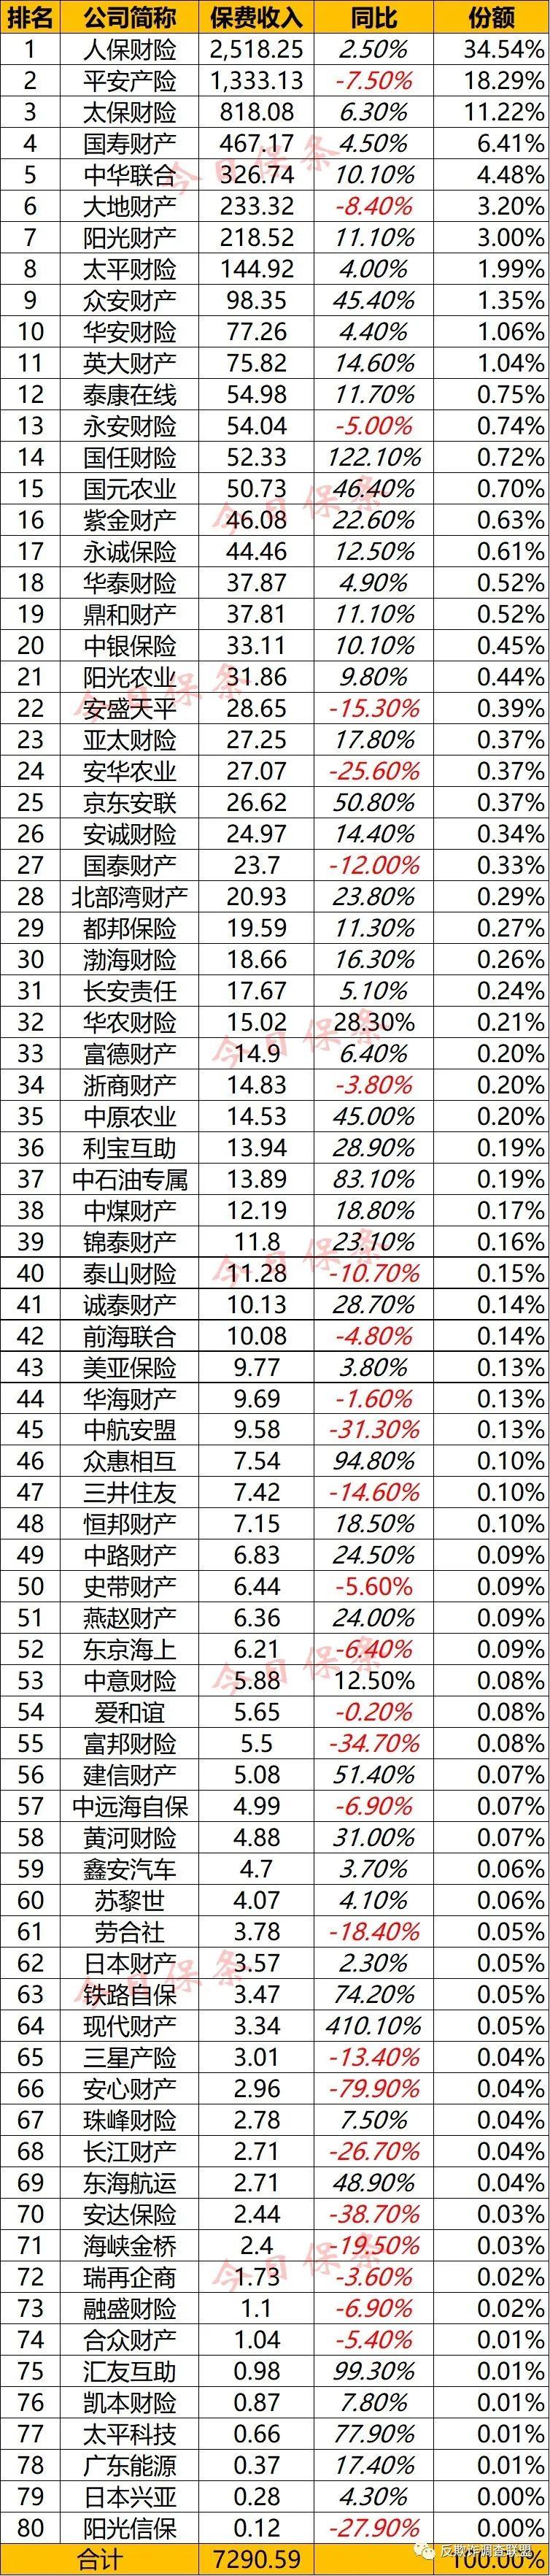 排名 公司简称 保费收入 同比 份额
1 人保财险 2,518.25 2.50% 34.54%
2 平安产险 1,333.13 -7.50% 18.29%
3 太保财险 818.08 6.30% 11.22%
4 国寿财产 467.17 4.50% 6.41%
5 中华联合 326.74 10.10% 4.48%
6 大地财产 233.32 -8.40% 3.20%
7 阳光财产 218.52 11.10% 3.00%
8 太平财险 144.92 4.00% 1.99%
9 众安财产 98.35 45.40% 1.35%
10 华安财险 77.26 4.40% 1.06%
11 英大财产 75.82 14.60% 1.04%
12 泰康在线 54.98 11.70% 0.75%
13 永安财险 54.04 -5.00% 0.74%
14 国任财险 52.33 122.10% 0.72%
15 国元农业 50.73 46.40% 0.70%
16 紫金财产 46.08 22.60% 0.63%
17 永诚保险 44.46 12.50% 0.61%
18 华泰财险 37.87 4.90% 0.52%
19 鼎和财产 37.81 11.10% 0.52%
20 中银保险 33.11 10.10% 0.45%
21 阳光农业 31.86 9.80% 0.44%
22 安盛天平 28.65 -15.30% 0.39%
23 亚太财险 27.25 17.80% 0.37%
24 安华农业 27.07 -25.60% 0.37%
25 京东安联 26.62 50.80% 0.37%
26 安诚财险 24.97 14.40% 0.34%
27 国泰财产 23.7 -12.00% 0.33%
28 北部湾财产 20.93 23.80% 0.29%
29 都邦保险 19.59 11.30% 0.27%
30 渤海财险 18.66 16.30% 0.26%
31 长安责任 17.67 5.10% 0.24%
32 华农财险 15.02 28.30% 0.21%
33 富德财产 14.9 6.40% 0.20%
34 浙商财产 14.83 -3.80% 0.20%
35 中原农业 14.53 45.00% 0.20%
36 利宝互助 13.94 28.90% 0.19%
37 中石油专属 13.89 83.10% 0.19%
38 中煤财产 12.19 18.80% 0.17%
39 锦泰财产 11.8 23.10% 0.16%
40 泰山财险 11.28 -10.70% 0.15%
41 诚泰财产 10.13 28.70% 0.14%
42 前海联合 10.08 -4.80% 0.14%
43 美亚保险 9.77 3.80% 0.13%
44 华海财产 9.69 -1.60% 0.13%
45 中航安盟 9.58 -31.30% 0.13%
46 众惠相互 7.54 94.80% 0.10%
47 三井住友 7.42 -14.60% 0.10%
48 恒邦财产 7.15 18.50% 0.10%
49 中路财产 6.83 24.50% 0.09%
50 史带财产 6.44 -5.60% 0.09%
51 燕赵财产 6.36 24.00% 0.09%
52 东京海上 6.21 -6.40% 0.09%
53 中意财险 5.88 12.50% 0.08%
54 爱和谊 5.65 -0.20% 0.08%
55 富邦财险 5.5 -34.70% 0.08%
56 建信财产 5.08 51.40% 0.07%
57 中远海自保 4.99 -6.90% 0.07%
58 黄河财险 4.88 31.00% 0.07%
59 鑫安汽车 4.7 3.70% 0.06%
60 苏黎世 4.07 4.10% 0.06%
61 劳合社 3.78 -18.40% 0.05%
62 日本财产 3.57 2.30% 0.05%
63 铁路自保 3.47 74.20% 0.05%
64 现代财产 3.34 410.10% 0.05%
65 三星产险 3.01 -13.40% 0.04%
66 安心财产 2.96 -79.90% 0.04%
67 珠峰财险 2.78 7.50% 0.04%
68 长江财产 2.71 -26.70% 0.04%
69 东海航运 2.71 48.90% 0.04%
70 安达保险 2.44 -38.70% 0.03%
71 海峡金桥 2.4 -19.50% 0.03%
72 瑞再企商 1.73 -3.60% 0.02%
73 融盛财险 1.1 -6.90% 0.02%
74 合众财产 1.04 -5.40% 0.01%
75 汇友互助 0.98 99.30% 0.01%
76 凯本财险 0.87 7.80% 0.01%
77 太平科技 0.66 77.90% 0.01%
78 广东能源 0.37 17.40% 0.01%
79 日本兴亚 0.28 4.30% 0.00%
80 阳光信保 0.12 -27.90% 0.00%
合计 7290.59 100.00%
今日保条
今日保条
今日保条
今日保条
今日保条
今日保条
今日保条
今日保条
反欺诈调查联盟